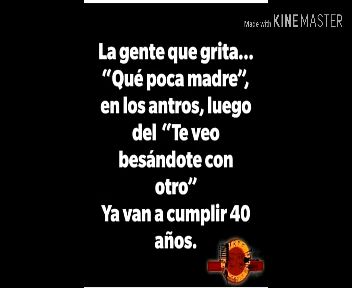 Made with KINEMASTER
La gente que grita...
“Qué poca madre”,
en los antros, luego
del “Te veo
besándote con
otro”
Ya van a cumplir 40
años.